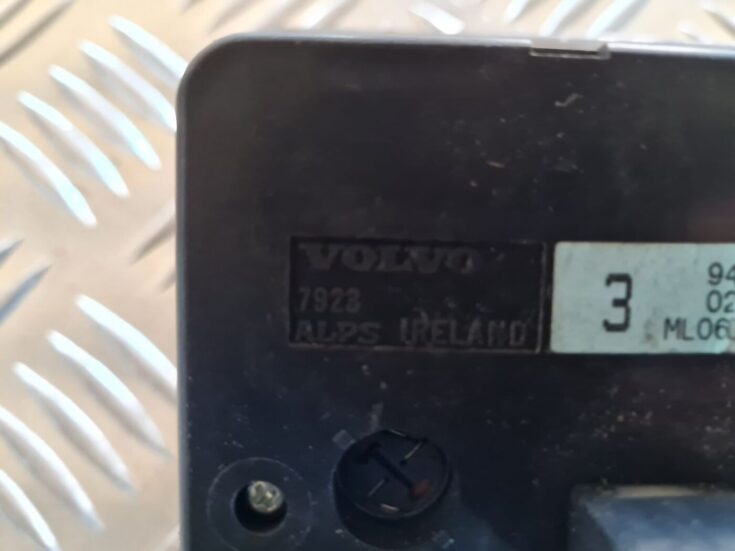 VOLVO
7923
ALPS IRELAND
3
94
02
ML06